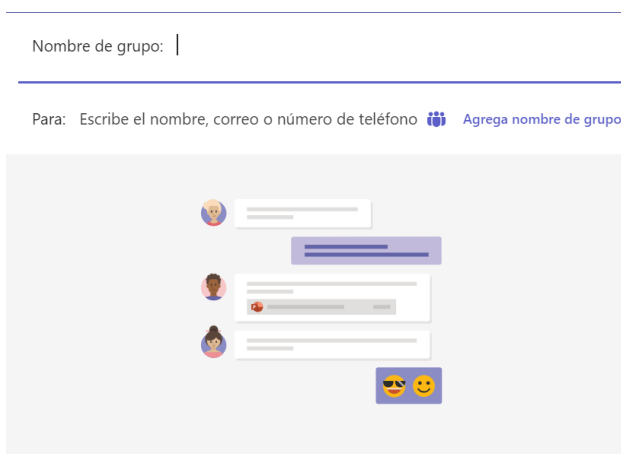 Nombre de grupo:
Para: Escribe el nombre, correo o número de teléfono Agrega nombre de grupo